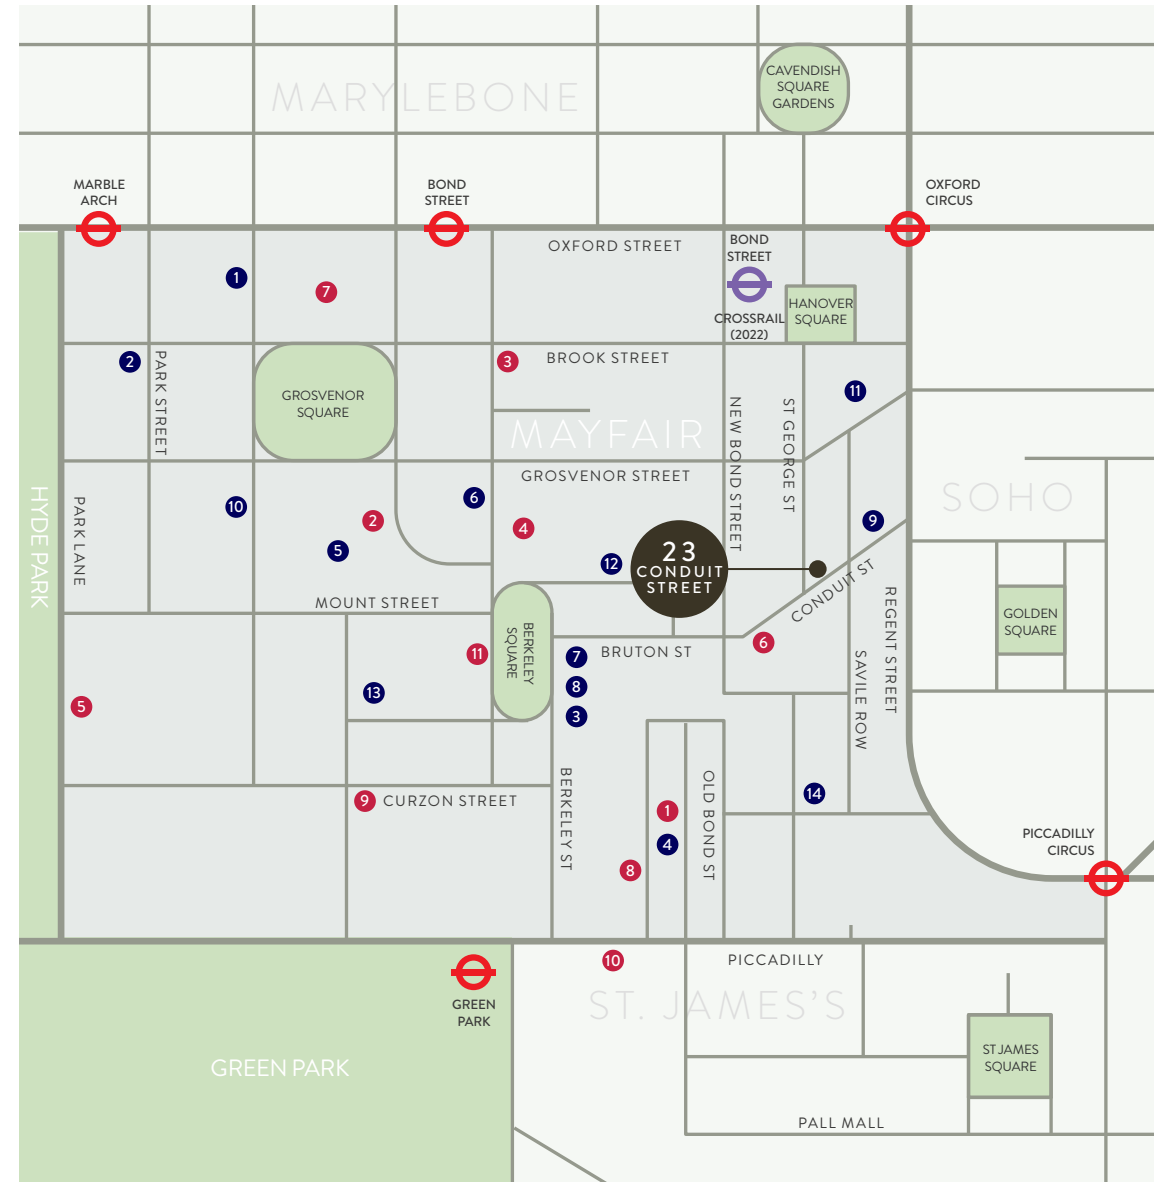 MARYLEBONE
CAVENDISH
SQUARE
GARDENS
MARBLE
ARCH
BOND
STREET
OXFORD
CIRCUS
OXFORD STREET
BOND
STREET
CROSSRAIL
(2022)
HANOVER
SQUARE
1
7
2
PARK STREET
GROSVENOR
SQUARE
3
BROOK STREET
11
MAYFAIR
NEW BOND STREET
ST GEORGE ST
GROSVENOR STREET
SOHO
HYDE PARK
PARK LANE
10
2
5
6
4
12
23
CONDUIT
STREET
9
CONDUIT ST
MOUNT STREET
BERKELEY
SQUARE
11
BRUTON ST
6
7
8
3
REGENT STREET
SAVILE ROW
GOLDEN
SQUARE
5
13
9
CURZON STREET
BERKELEY ST
1
4
8
OLD BOND ST
14
PICCADILLY
CIRCUS
10
PICCADILLY
GREEN
PARK
ST. JAMES’S
GREEN PARK
ST JAMES
SQUARE
PALL MALL